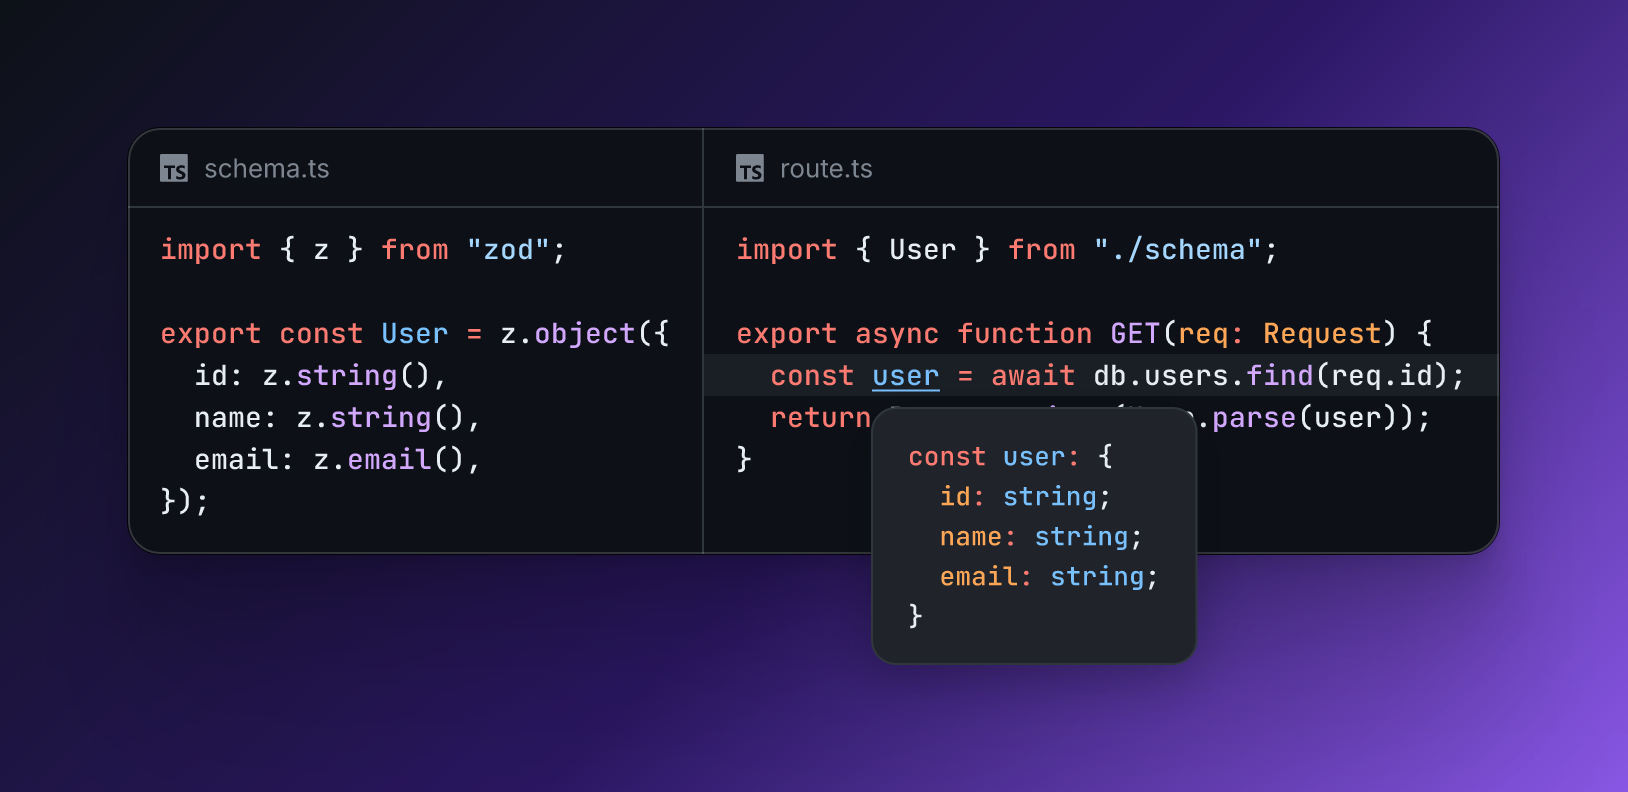 TS schema.ts
import { z } from "zod";
export const User = z.object({
  id: z.string(),
  name: z.string(),
  email: z.email(),
});
TS route.ts
import { User } from "./schema";
export async function GET(req: Request) {
  const user = await db.users.find(req.id);
  return .parse(user));
}
const user: {
  id: string;
  name: string;
  email: string;
}